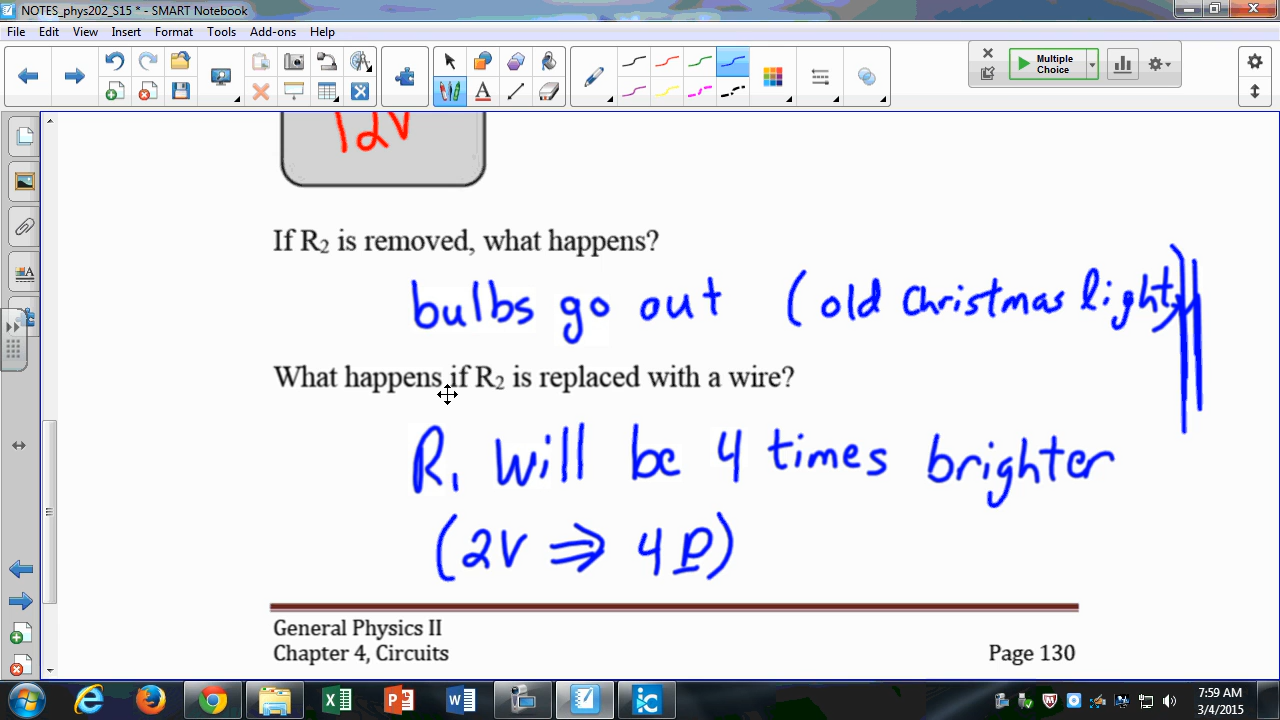 NOTES_phys202_S15 * - SMART Notebook
File Edit View Insert Format Tools Add-ons Help
Multiple
Choice
12V
If R₂ is removed, what happens?
bulbs go out (old Christmas lights)
What happens if R₂ is replaced with a wire?
R₁ will be 4 times brighter
(2V ⇒ 4P)
General Physics II
Chapter 4, Circuits
Page 130
7:59 AM
3/4/2015